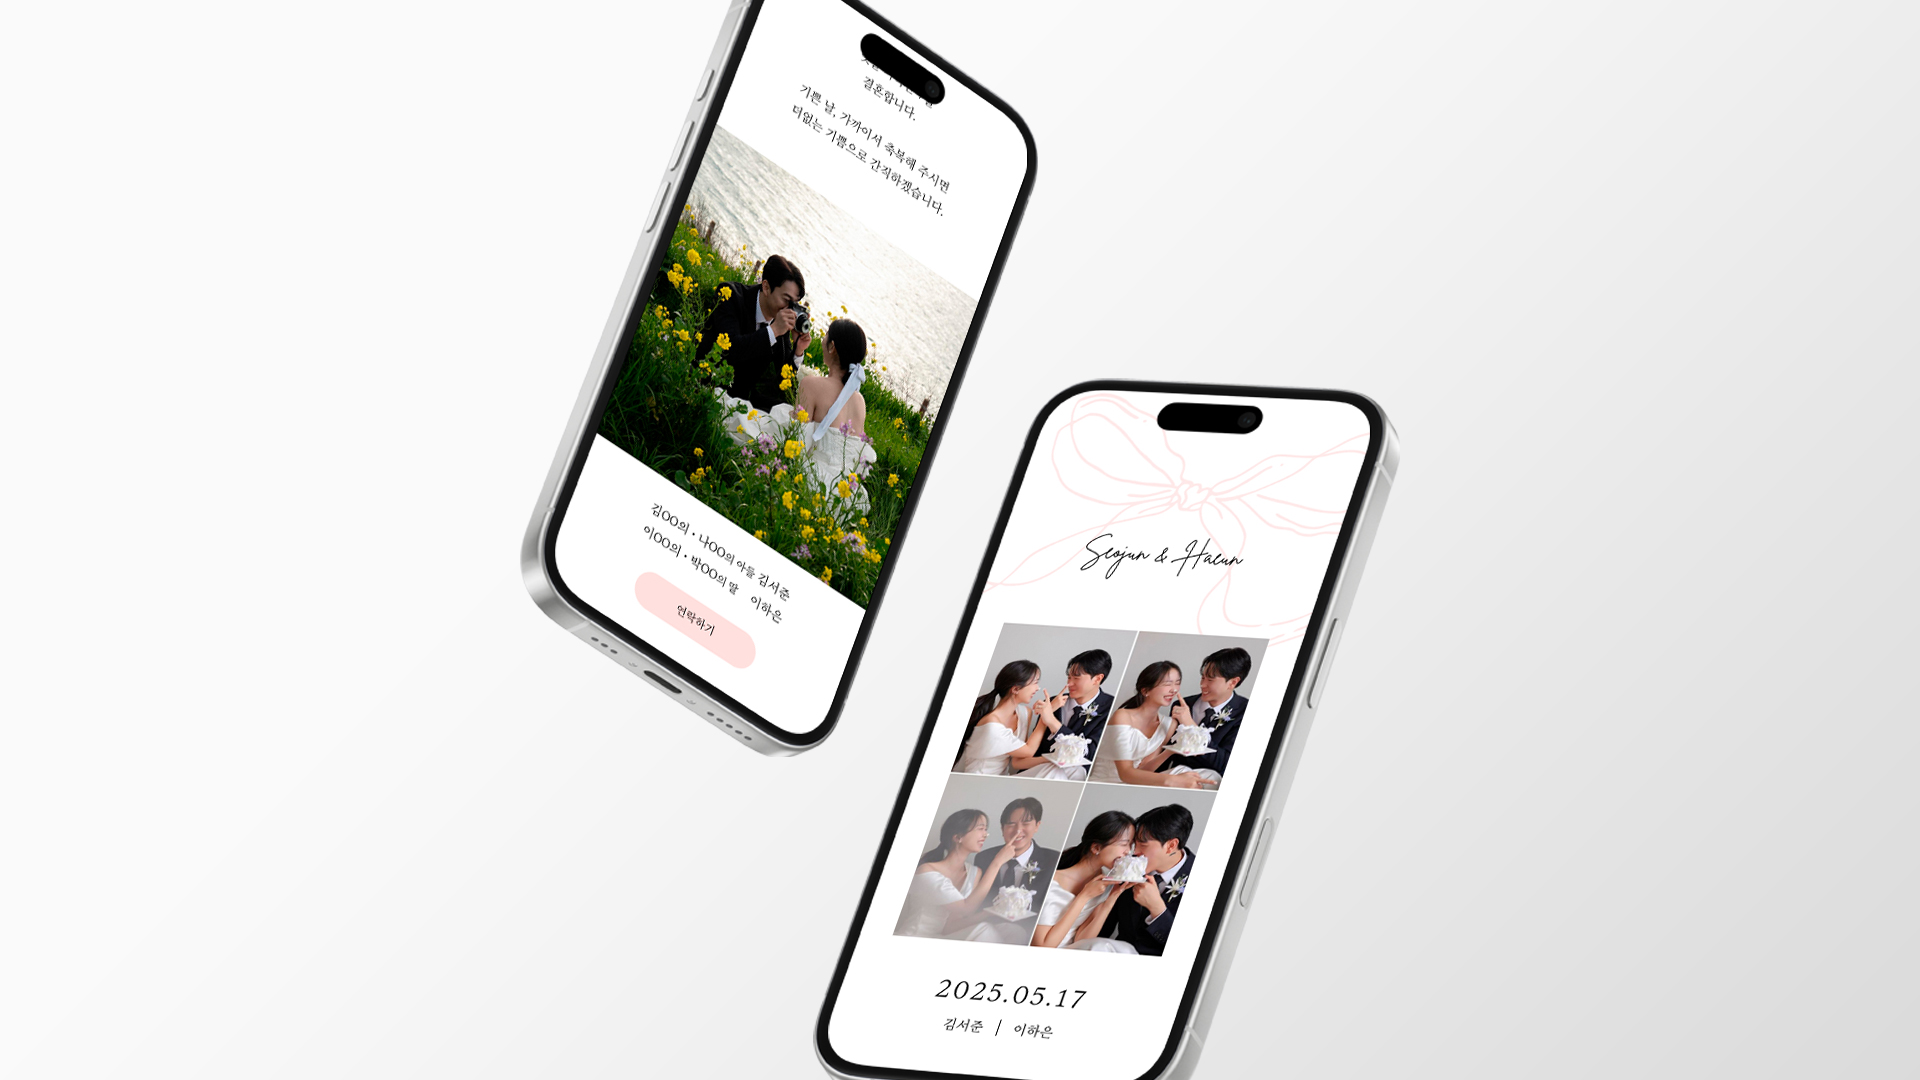 결혼합니다.
기쁜 날, 가까이서 축복해 주시면
더없는 기쁨으로 간직하겠습니다.
김OO의 · 나OO의 아들 김서준
이OO의 · 박OO의 딸 이하은
연락하기
Seojun & Haeun
2025.05.17
김서준 | 이하은